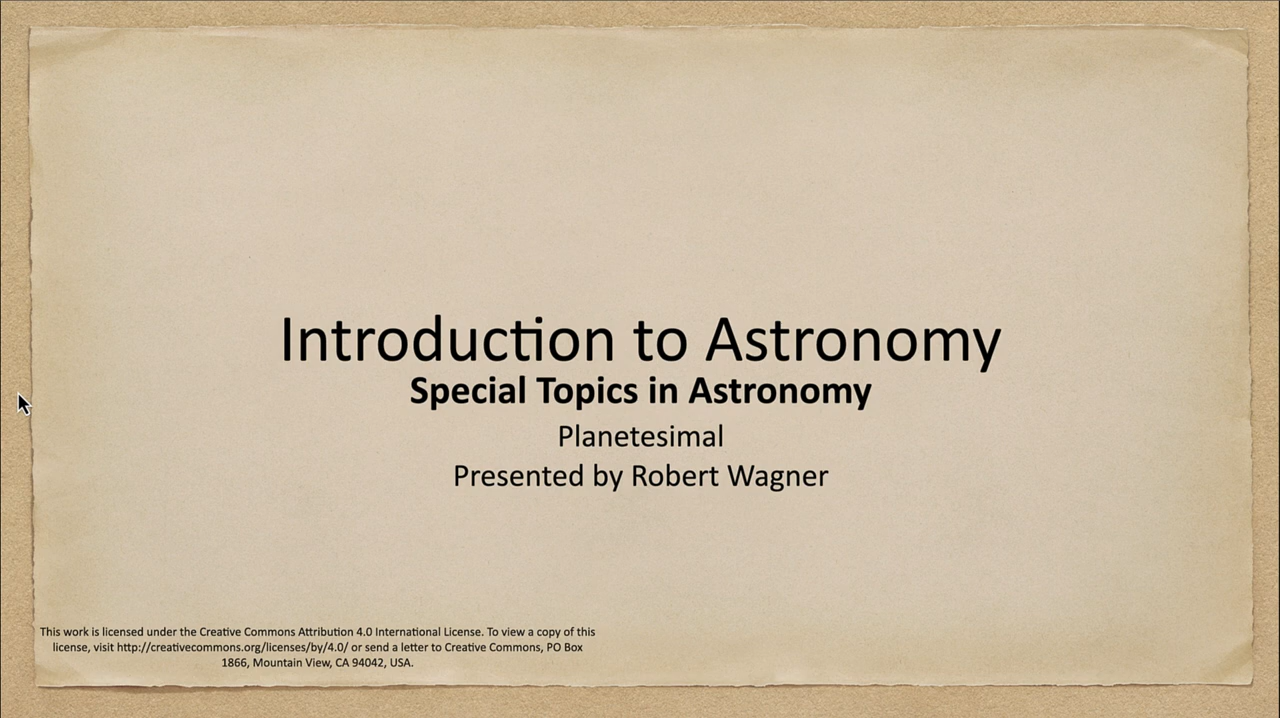 Introduction to Astronomy
Special Topics in Astronomy
Planetesimal
Presented by Robert Wagner
This work is licensed under the Creative Commons Attribution 4.0 International License. To view a copy of this
license, visit http://creativecommons.org/licenses/by/4.0/ or send a letter to Creative Commons, PO Box
1866, Mountain View, CA 94042, USA.